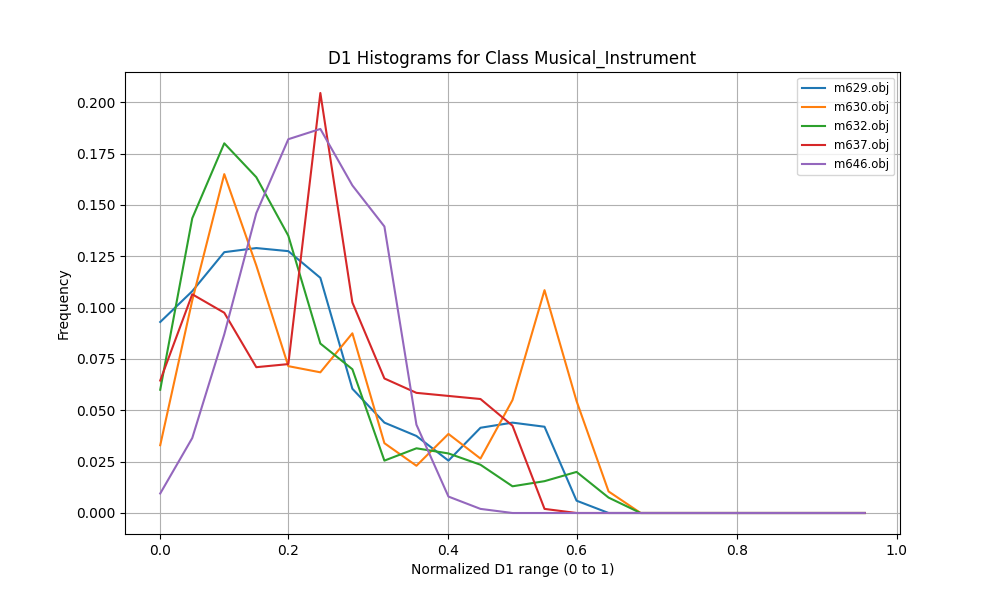 D1 Histograms for Class Musical_Instrument
m629.obj
m630.obj
m632.obj
m637.obj
m646.obj
0.200
0.175
0.150
0.125
0.100
0.075
0.050
0.025
0.000
Frequency
0.0 0.2 0.4 0.6 0.8 1.0
Normalized D1 range (0 to 1)